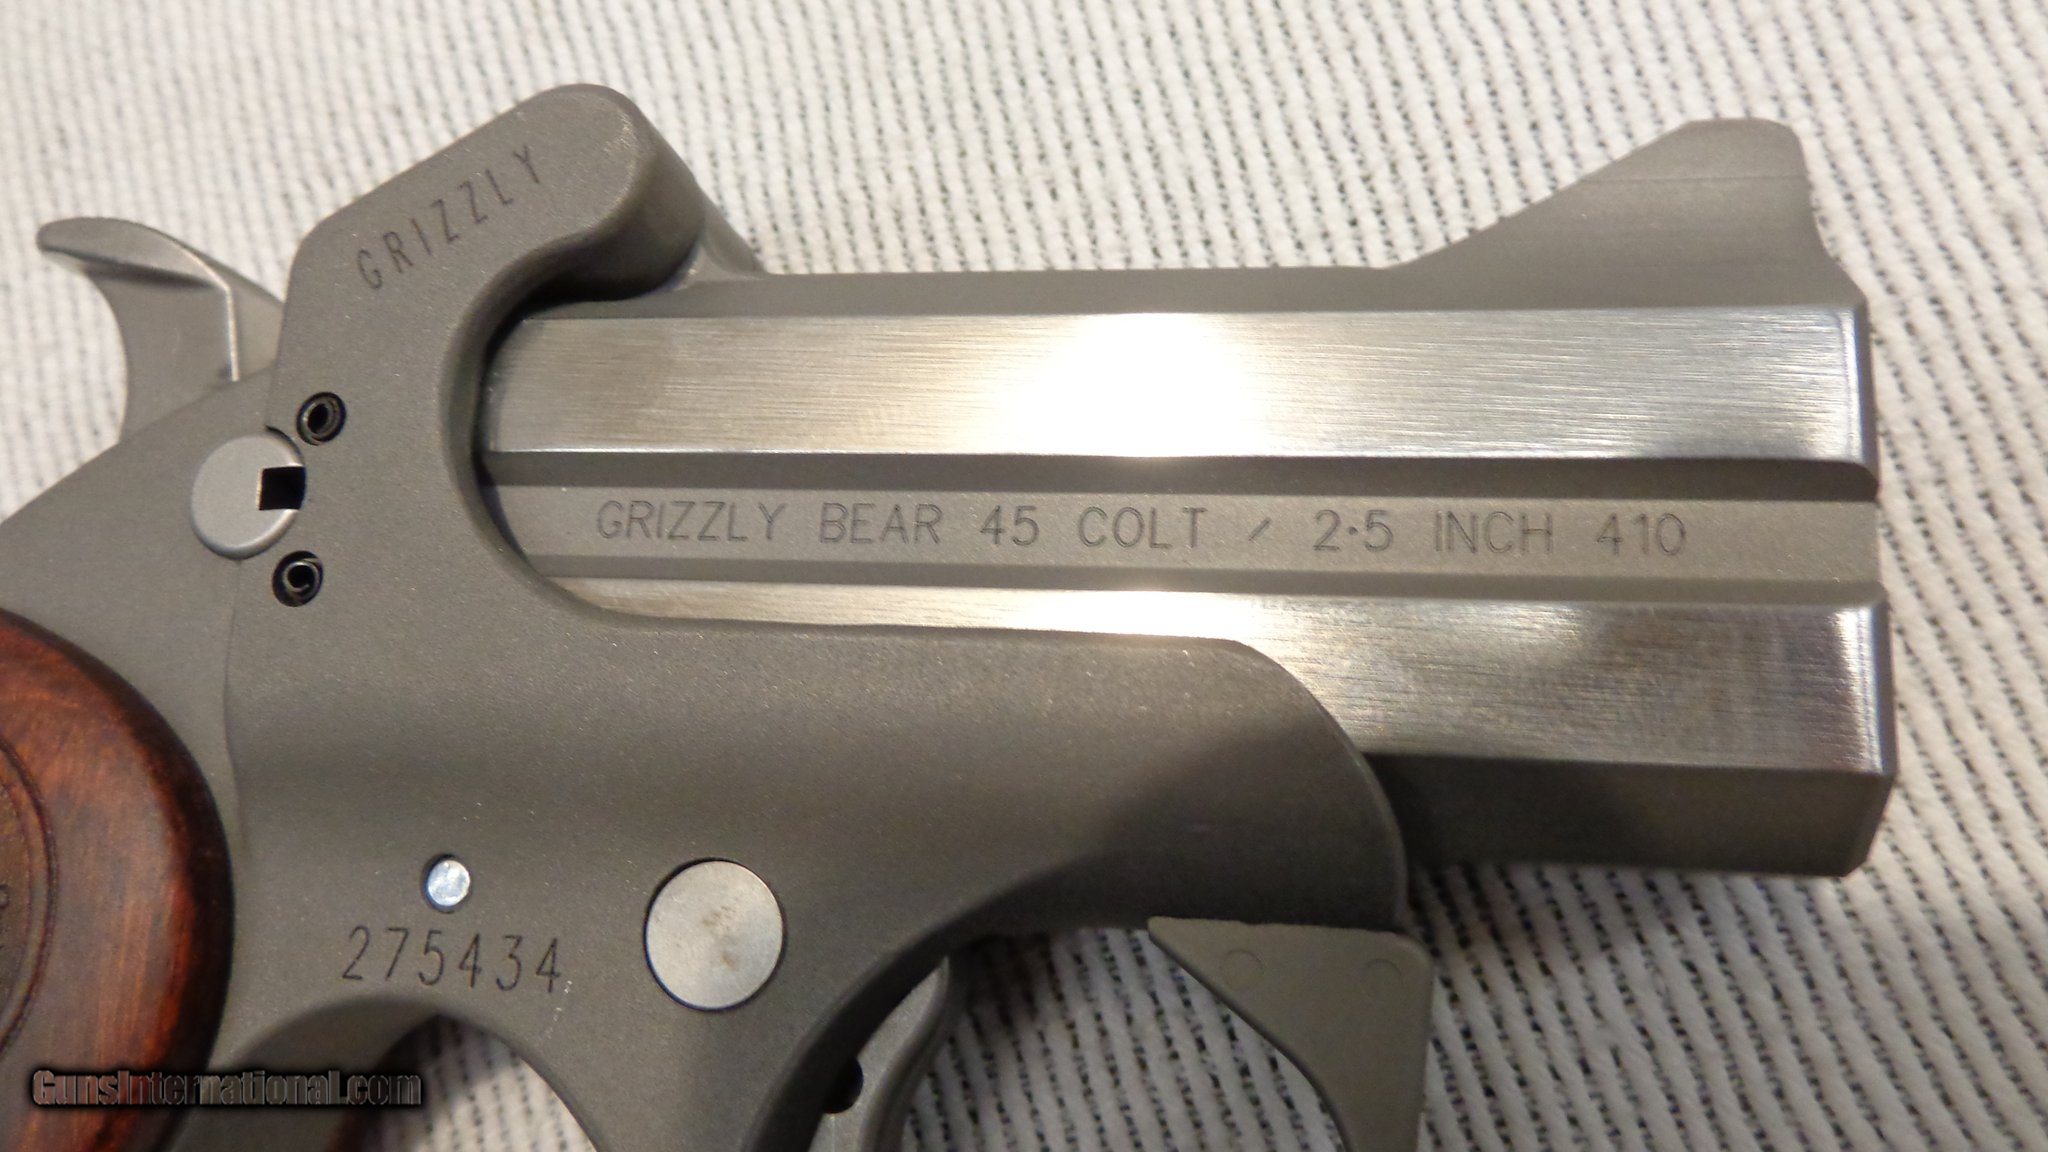 GRIZZLY
GRIZZLY BEAR 45 COLT / 2·5 INCH 410
275434
GunsInternational.com